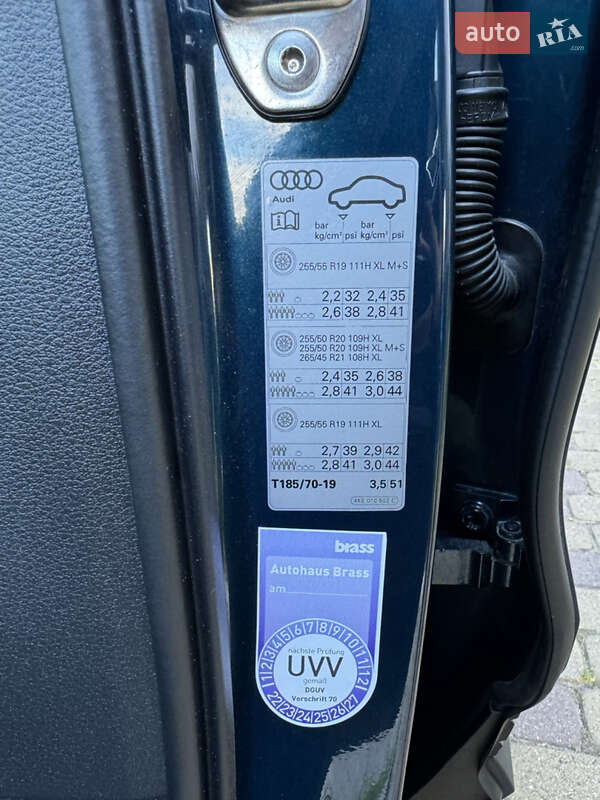 auto RIA.com
Audi
bar bar
kg/cm² psi kg/cm² psi
255/55 R19 111H XL M+S
2,2 32 2,4 35
2,6 38 2,8 41
255/50 R20 109H XL
255/50 R20 109H XL M+S
265/45 R21 108H XL
2,4 35 2,6 38
2,8 41 3,0 44
255/55 R19 111H XL
2,7 39 2,9 42
2,8 41 3,0 44
T185/70-19 3,5 51
brass
Autohaus Brass
am
1 2 3 4 5 6 7 8 9 10 11 12
nächste Prüfung
UVV
gemäß
DGUV
Vorschrift 70
22 23 24 25 26 27